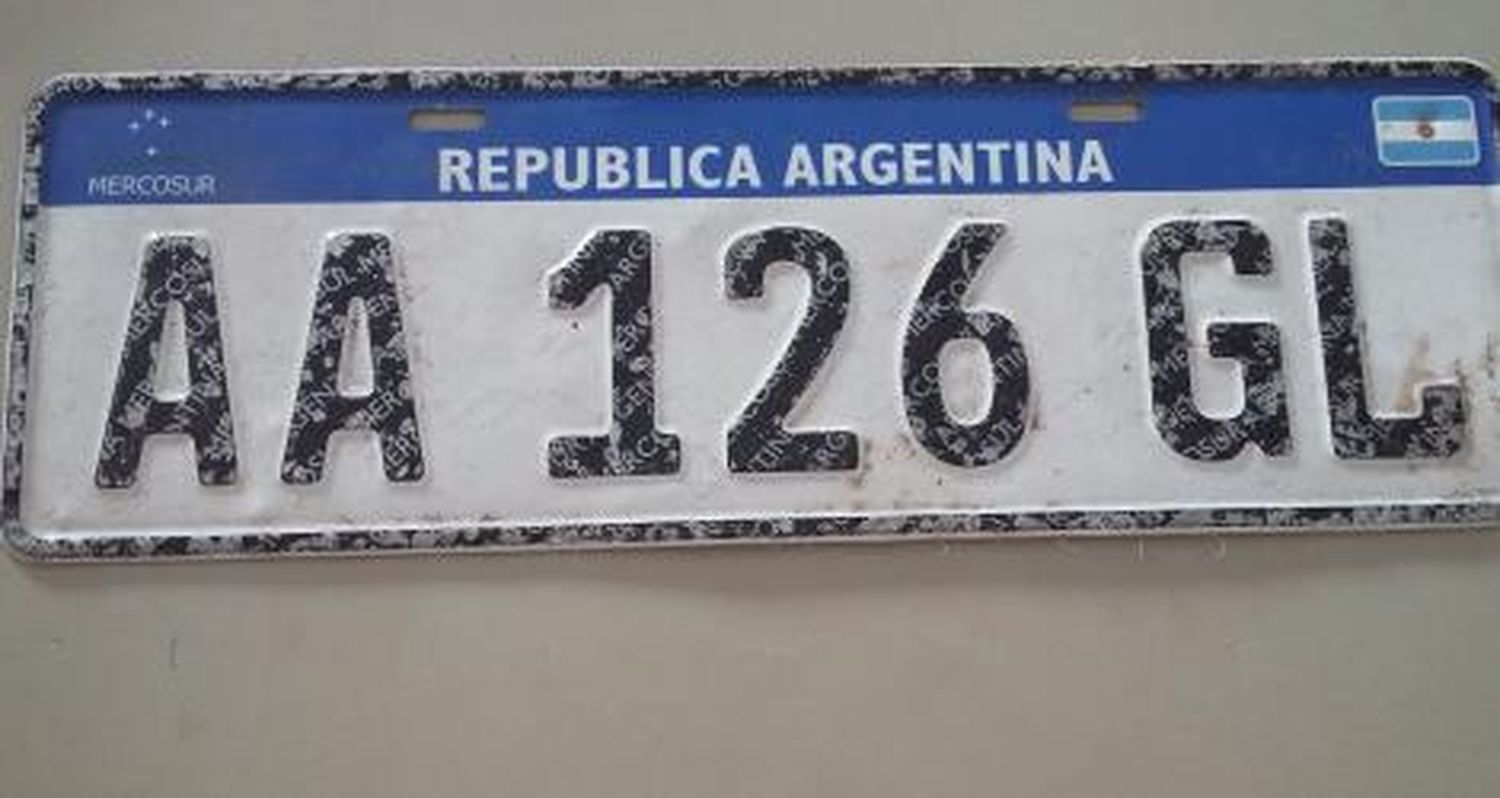 MERCOSUR
REPUBLICA ARGENTINA
AA 126 GL